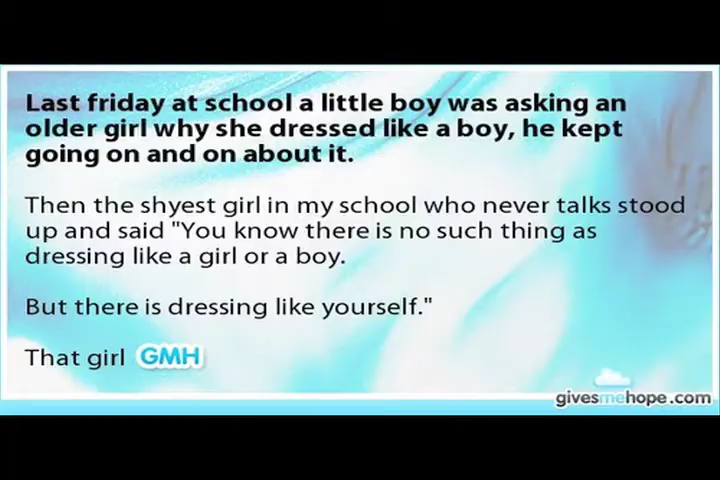 Last friday at school a little boy was asking an
older girl why she dressed like a boy, he kept
going on and on about it.
Then the shyest girl in my school who never talks stood
up and said "You know there is no such thing as
dressing like a girl or a boy.
But there is dressing like yourself."
That girl GMH
givesmehope.com